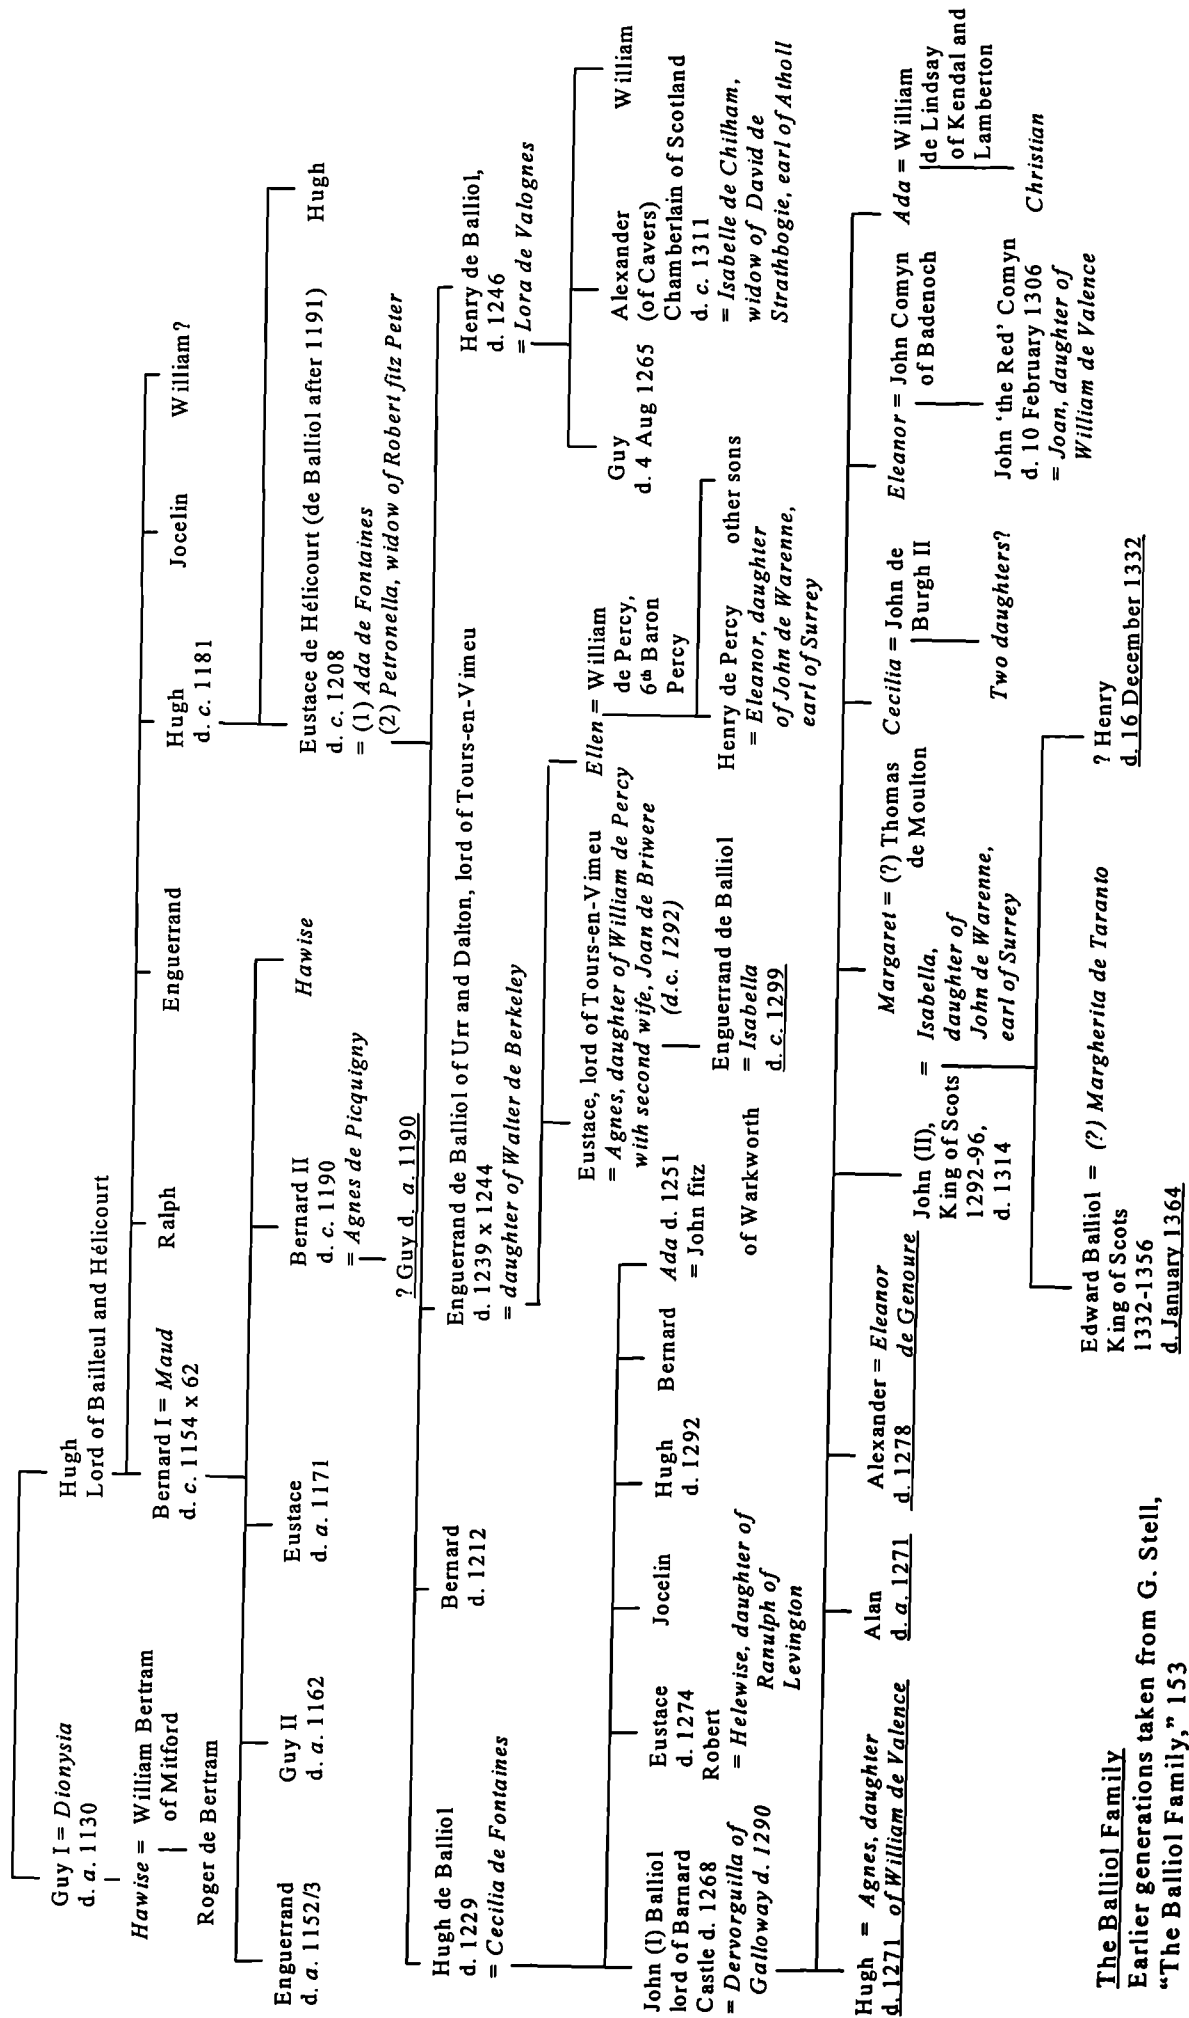 Guy I = Dionysia
d. a. 1130
Hugh
Lord of Bailleul and Hélicourt
Hawise = William Bertram
of Mitford
Roger de Bertram
Bernard I = Maud
d. c. 1154 x 62
Ralph
Enguerrand
Hugh
d. c. 1181
Jocelin
William?
Enguerrand
d. a. 1152/3
Guy II
d. a. 1162
Eustace
d. a. 1171
Bernard II
d. c. 1190
= Agnes de Picquigny
Hawise
Eustace de Hélicourt (de Balliol after 1191)
d. c. 1208
= (1) Ada de Fontaines
(2) Petronella, widow of Robert fitz Peter
Hugh
? Guy d. a. 1190
Hugh de Balliol
d. 1229
= Cecilia de Fontaines
Bernard
d. 1212
Enguerrand de Balliol of Urr and Dalton, lord of Tours-en-Vimeu
d. 1239 x 1244
= daughter of Walter de Berkeley
Henry de Balliol,
d. 1246
= Lora de Valognes
Eustace, lord of Tours-en-Vimeu
= Agnes, daughter of William de Percy
with second wife, Joan de Briwere
(d.c. 1292)
Ellen = William
de Percy,
6th Baron
Percy
Guy
d. 4 Aug 1265
Alexander
(of Cavers)
Chamberlain of Scotland
d. c. 1311
= Isabelle de Chilham,
widow of David de
Strathbogie, earl of Atholl
William
John (I) Balliol
lord of Barnard
Castle d. 1268
= Dervorguilla of
Galloway d. 1290
Eustace
d. 1274
Robert
= Helewise, daughter of
Ranulph of
Levington
Jocelin
Hugh
d. 1292
Bernard
Ada d. 1251
= John fitz
of Warkworth
Enguerrand de Balliol
= Isabella
d. c. 1299
Henry de Percy
= Eleanor, daughter
of John de Warenne,
earl of Surrey
other sons
Hugh = Agnes, daughter
d. 1271 of William de Valence
Alan
d. a. 1271
Alexander = Eleanor
d. 1278 de Genoure
John (II), =
King of Scots
1292-96,
d. 1314
Isabella,
daughter of
John de Warenne,
earl of Surrey
Margaret = (?) Thomas
de Moulton
Cecilia = John de
Burgh II
Two daughters?
Eleanor = John Comyn
of Badenoch
John ‘the Red’ Comyn
d. 10 February 1306
= Joan, daughter of
William de Valence
Ada = William
de Lindsay
of Kendal and
Lamberton
Christian
Edward Balliol = (?) Margherita de Taranto
King of Scots
1332-1356
d. January 1364
? Henry
d. 16 December 1332
The Balliol Family
Earlier generations taken from G. Stell,
“The Balliol Family,” 153